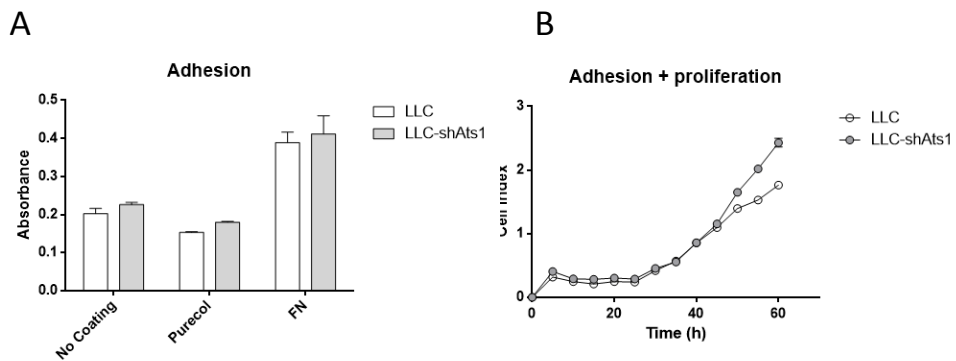 A
Adhesion
Absorbance
0.5
0.4
0.3
0.2
0.1
0.0
No Coating
Purecol
FN
LLC
LLC-shAts1
B
Adhesion + proliferation
Cell Index
3
2
1
0
0
20
40
60
Time (h)
LLC
LLC-shAts1